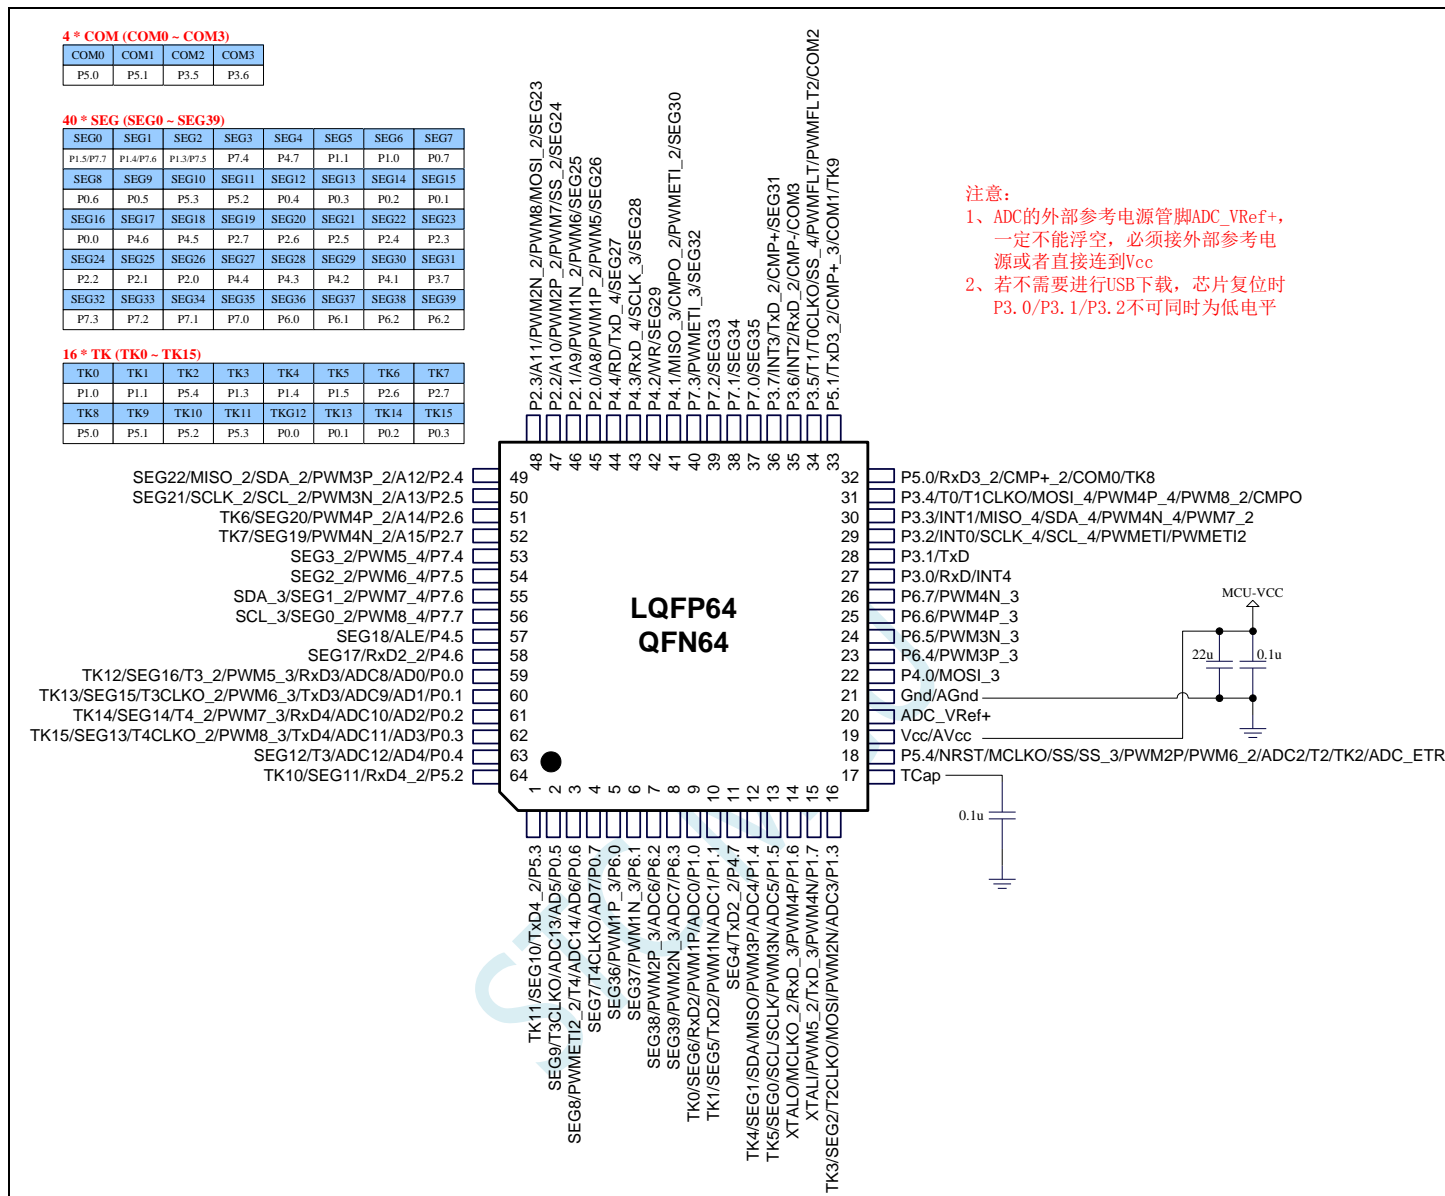 4 * COM (COM0 ~ COM3)
COM0 COM1 COM2 COM3
P5.0 P5.1 P3.5 P3.6
40 * SEG (SEG0 ~ SEG39)
SEG0 SEG1 SEG2 SEG3 SEG4 SEG5 SEG6 SEG7
P1.5/P7.7 P1.4/P7.6 P1.3/P7.5 P7.4 P4.7 P1.1 P1.0 P0.7
SEG8 SEG9 SEG10 SEG11 SEG12 SEG13 SEG14 SEG15
P0.6 P0.5 P5.3 P5.2 P0.4 P0.3 P0.2 P0.1
SEG16 SEG17 SEG18 SEG19 SEG20 SEG21 SEG22 SEG23
P0.0 P4.6 P4.5 P2.7 P2.6 P2.5 P2.4 P2.3
SEG24 SEG25 SEG26 SEG27 SEG28 SEG29 SEG30 SEG31
P2.2 P2.1 P2.0 P4.4 P4.3 P4.2 P4.1 P3.7
SEG32 SEG33 SEG34 SEG35 SEG36 SEG37 SEG38 SEG39
P7.3 P7.2 P7.1 P7.0 P6.0 P6.1 P6.2 P6.2
16 * TK (TK0 ~ TK15)
TK0 TK1 TK2 TK3 TK4 TK5 TK6 TK7
P1.0 P1.1 P5.4 P1.3 P1.4 P1.5 P2.6 P2.7
TK8 TK9 TK10 TK11 TKG12 TK13 TK14 TK15
P5.0 P5.1 P5.2 P5.3 P0.0 P0.1 P0.2 P0.3
P2.3/A11/PWM2N_2/PWM8/MOSI_2/SEG23
P2.2/A10/PWM2P_2/PWM7/SS_2/SEG24
P2.1/A9/PWM1N_2/PWM6/SEG25
P2.0/A8/PWM1P_2/PWM5/SEG26
P4.4/RD/TxD_4/SEG27
P4.3/RxD_4/SCLK_3/SEG28
P4.2/WR/SEG29
P4.1/MISO_3/CMPO_2/PWMETI_2/SEG30
P7.3/PWMETI_3/SEG32
P7.2/SEG33
P7.1/SEG34
P7.0/SEG35
P3.7/INT3/TxD_2/CMP+/SEG31
P3.6/INT2/RxD_2/CMP-/COM3
P3.5/T1/T0CLKO/SS_4/PWMFLT/PWMFLT2/COM2
P5.1/TxD3_2/CMP+_3/COM1/TK9
注意：
1、ADC的外部参考电源管脚ADC_VRef+，
一定不能浮空，必须接外部参考电
源或者直接连到Vcc
2、若不需要进行USB下载，芯片复位时
P3.0/P3.1/P3.2不可同时为低电平
48 47 46 45 44 43 42 41 40 39 38 37 36 35 34 33
SEG22/MISO_2/SDA_2/PWM3P_2/A12/P2.4 49
SEG21/SCLK_2/SCL_2/PWM3N_2/A13/P2.5 50
TK6/SEG20/PWM4P_2/A14/P2.6 51
TK7/SEG19/PWM4N_2/A15/P2.7 52
SEG3_2/PWM5_4/P7.4 53
SEG2_2/PWM6_4/P7.5 54
SDA_3/SEG1_2/PWM7_4/P7.6 55
SCL_3/SEG0_2/PWM8_4/P7.7 56
SEG18/ALE/P4.5 57
SEG17/RxD2_2/P4.6 58
TK12/SEG16/T3_2/PWM5_3/RxD3/ADC8/AD0/P0.0 59
TK13/SEG15/T3CLKO_2/PWM6_3/TxD3/ADC9/AD1/P0.1 60
TK14/SEG14/T4_2/PWM7_3/RxD4/ADC10/AD2/P0.2 61
TK15/SEG13/T4CLKO_2/PWM8_3/TxD4/ADC11/AD3/P0.3 62
SEG12/T3/ADC12/AD4/P0.4 63
TK10/SEG11/RxD4_2/P5.2 64
LQFP64
QFN64
32 P5.0/RxD3_2/CMP+_2/COM0/TK8
31 P3.4/T0/T1CLKO/MOSI_4/PWM4P_4/PWM8_2/CMPO
30 P3.3/INT1/MISO_4/SDA_4/PWM4N_4/PWM7_2
29 P3.2/INT0/SCLK_4/SCL_4/PWMETI/PWMETI2
28 P3.1/TxD
27 P3.0/RxD/INT4
26 P6.7/PWM4N_3
25 P6.6/PWM4P_3
24 P6.5/PWM3N_3
23 P6.4/PWM3P_3
22 P4.0/MOSI_3
21 Gnd/AGnd
20 ADC_VRef+
19 Vcc/AVcc
18 P5.4/NRST/MCLKO/SS/SS_3/PWM2P/PWM6_2/ADC2/T2/TK2/ADC_ETR
17 TCap
MCU-VCC
22u 0.1u
0.1u
1 2 3 4 5 6 7 8 9 10 11 12 13 14 15 16
TK11/SEG10/TxD4_2/P5.3
SEG9/T3CLKO/ADC13/AD5/P0.5
SEG8/PWMETI2_2/T4/ADC14/AD6/P0.6
SEG7/T4CLKO/AD7/P0.7
SEG36/PWM1P_3/P6.0
SEG37/PWM1N_3/P6.1
SEG38/PWM2P_3/ADC6/P6.2
SEG39/PWM2N_3/ADC7/P6.3
TK0/SEG6/RxD2/PWM1P/ADC0/P1.0
TK1/SEG5/TxD2/PWM1N/ADC1/P1.1
SEG4/TxD2_2/P4.7
TK4/SEG1/SDA/MISO/PWM3P/ADC4/P1.4
TK5/SEG0/SCL/SCLK/PWM3N/ADC5/P1.5
XTALO/MCLKO_2/RxD_3/PWM4P/P1.6
XTALI/PWM5_2/TxD_3/PWM4N/P1.7
TK3/SEG2/T2CLKO/MOSI/PWM2N/ADC3/P1.3